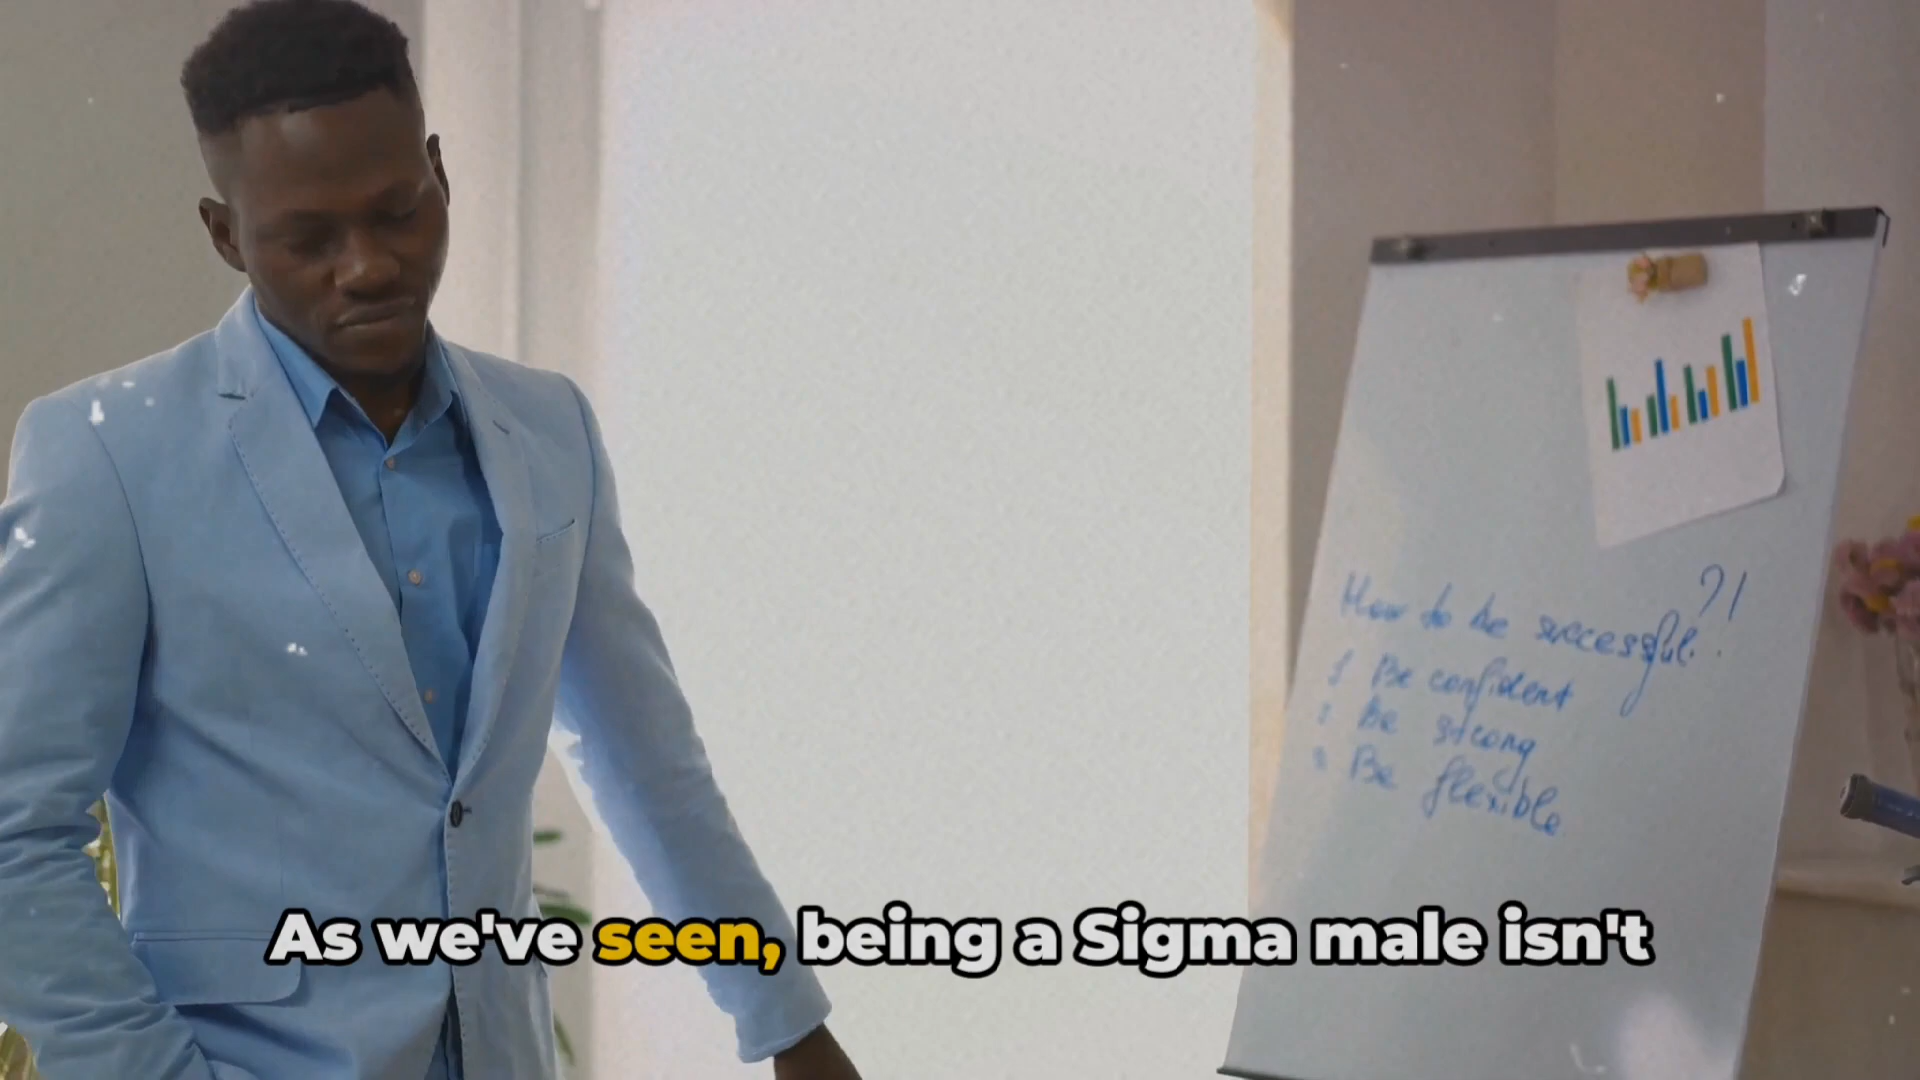 How to be successful?!
1 Be confident
Be strong
Be flexible
As we've seen, being a Sigma male isn't